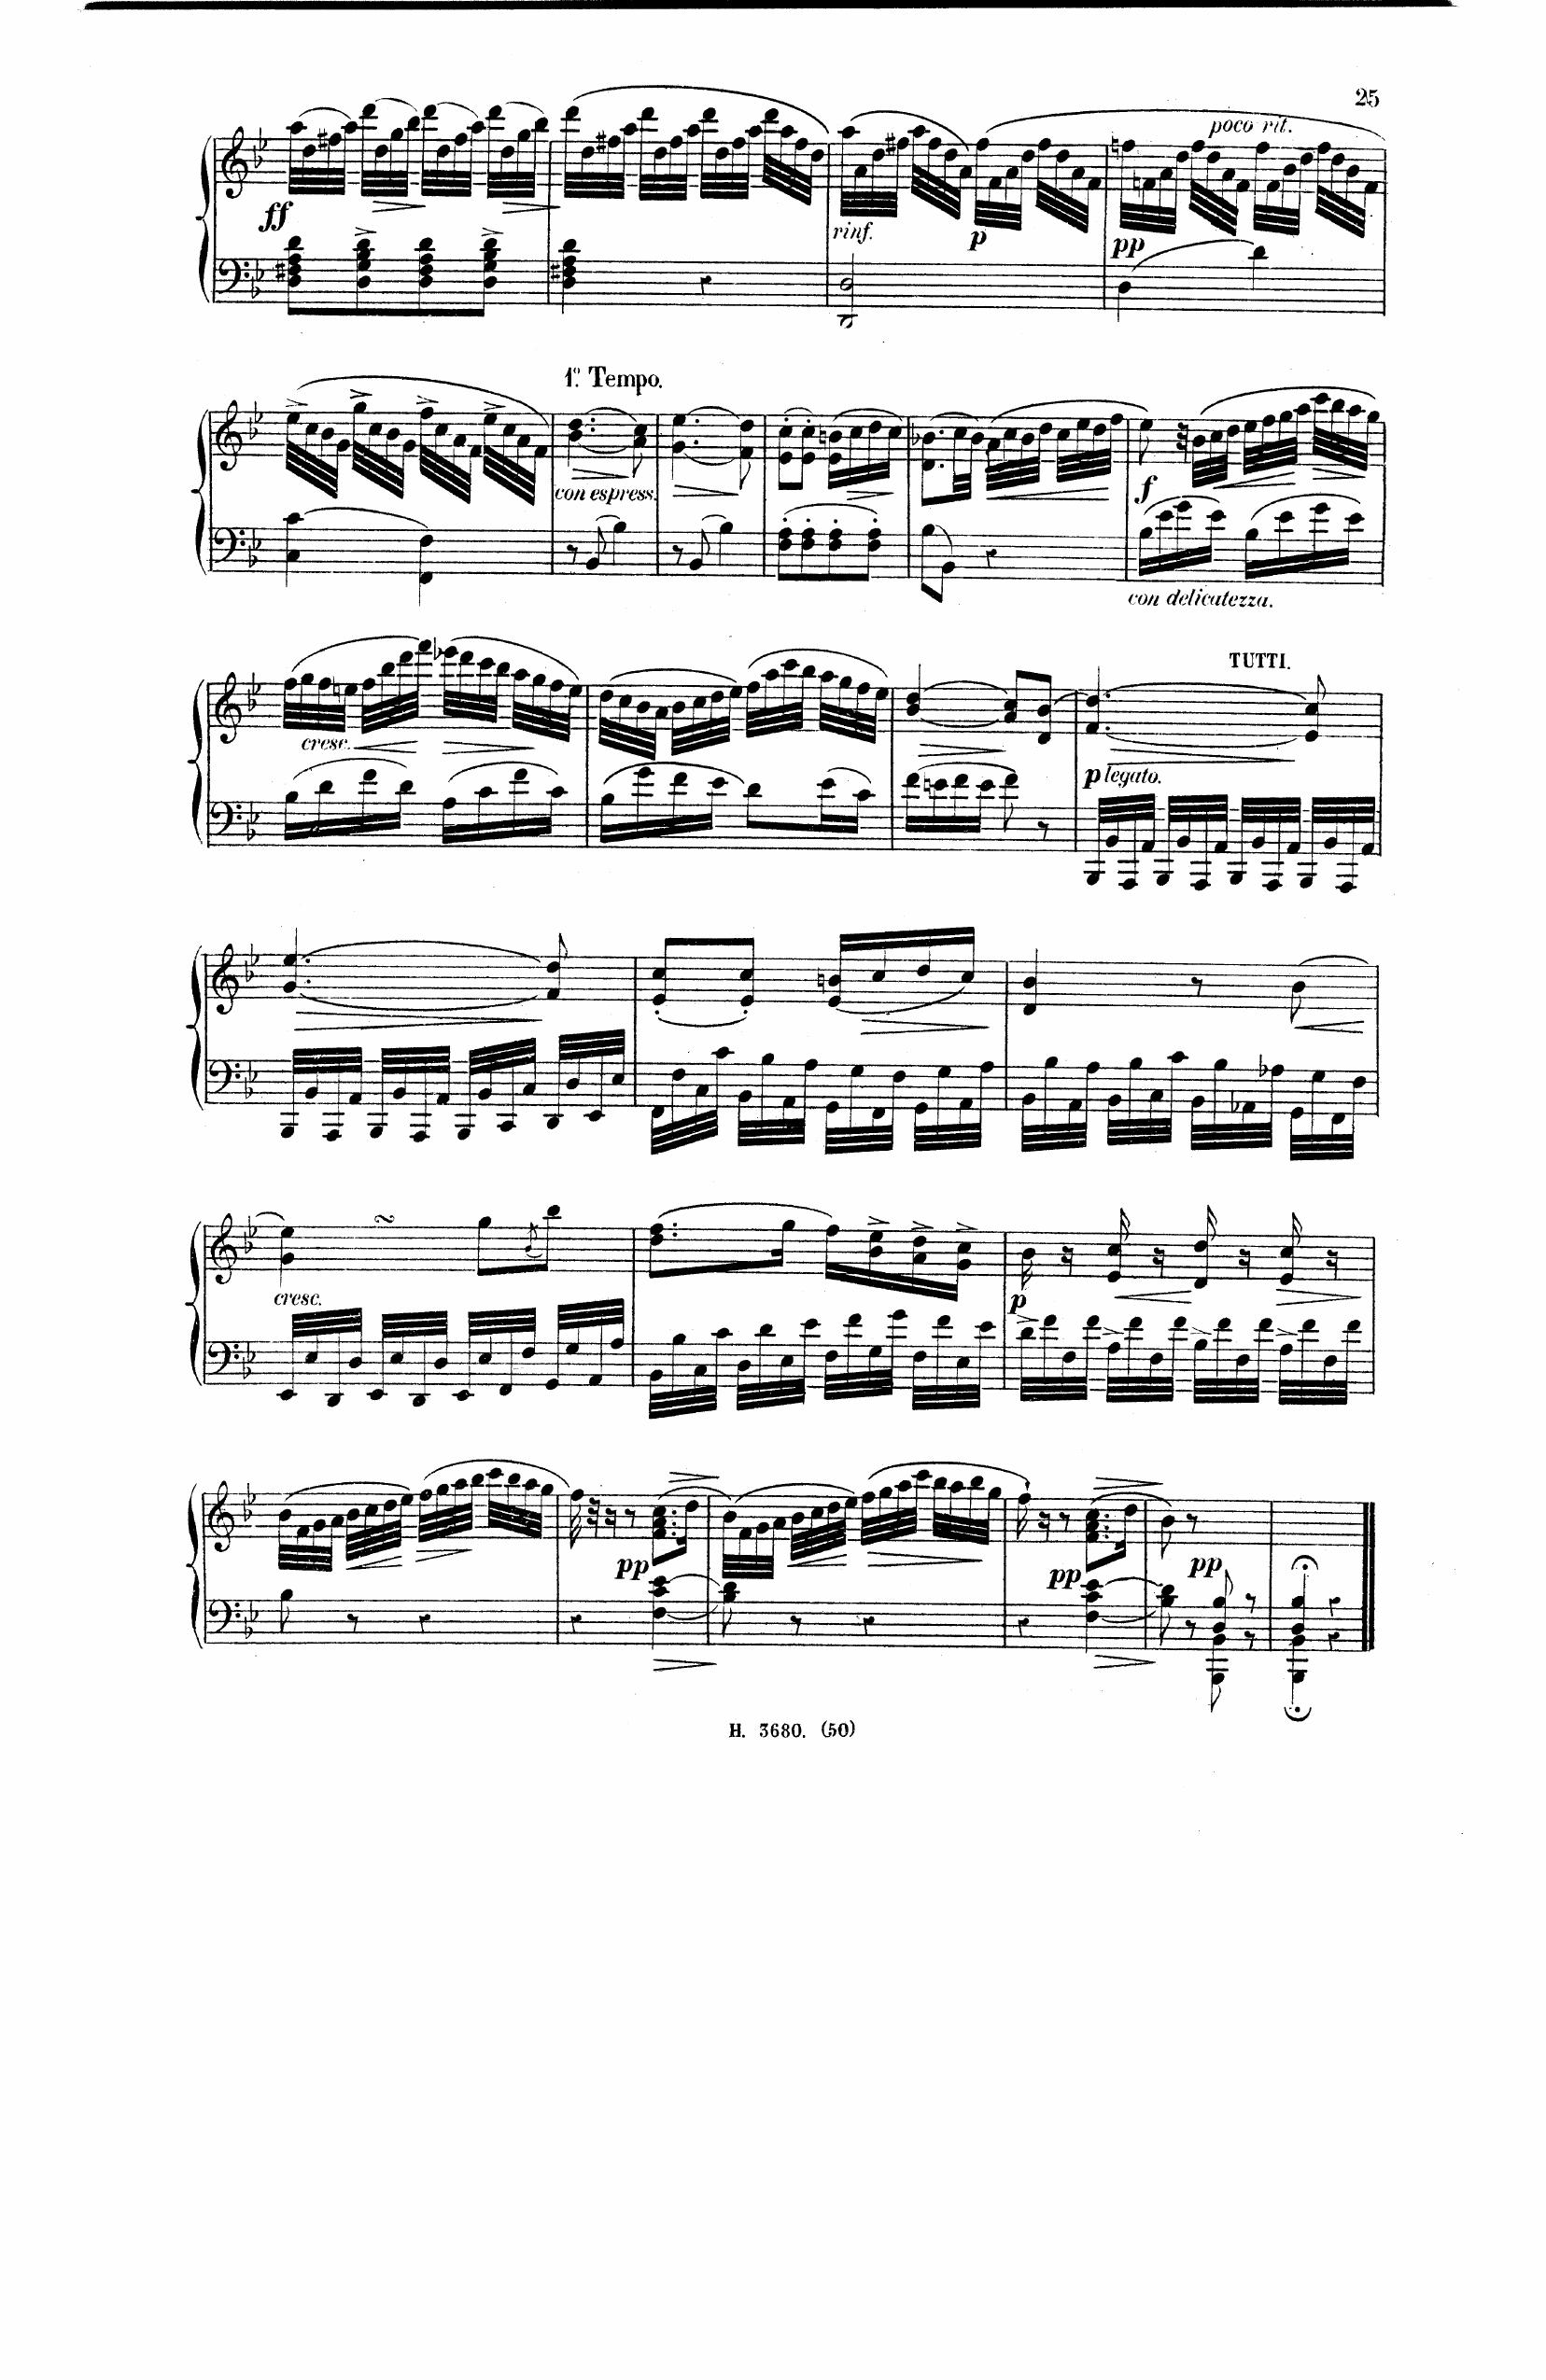 25
poco rit.
ff
rinf.
p
pp
1º. Tempo.
con espress.
f
con delicatezza.
TUTTI.
cresc.
p legato.
cresc.
p
pp
pp
pp
H. 3680. (50)